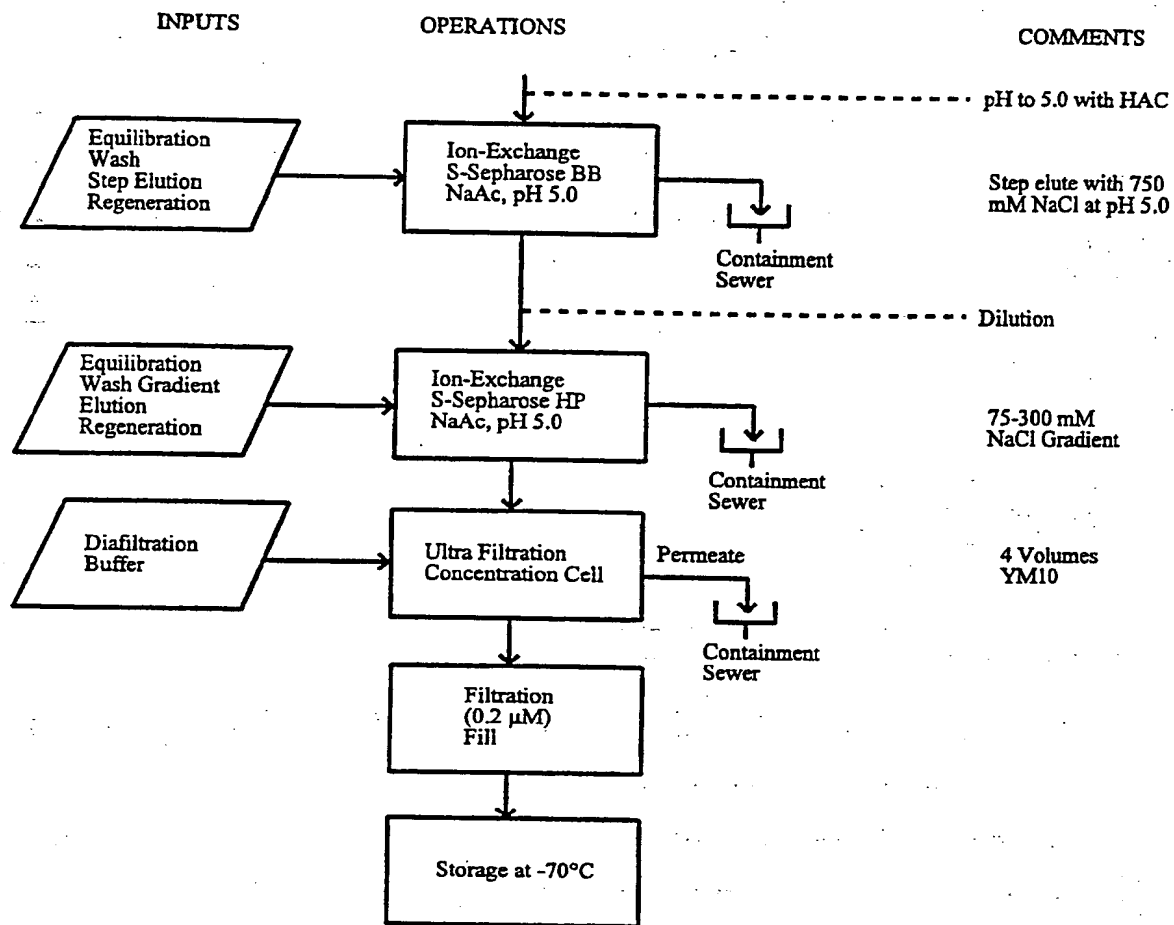 INPUTS
OPERATIONS
COMMENTS
pH to 5.0 with HAC
Equilibration
Wash
Step Elution
Regeneration
Ion-Exchange
S-Sepharose BB
NaAc, pH 5.0
Containment
Sewer
Step elute with 750
mM NaCl at pH 5.0
Dilution
Equilibration
Wash Gradient
Elution
Regeneration
Ion-Exchange
S-Sepharose HP
NaAc, pH 5.0
Containment
Sewer
75-300 mM
NaCl Gradient
Diafiltration
Buffer
Ultra Filtration
Concentration Cell
Permeate
Containment
Sewer
4 Volumes
YM10
Filtration
(0.2 μM)
Fill
Storage at -70°C